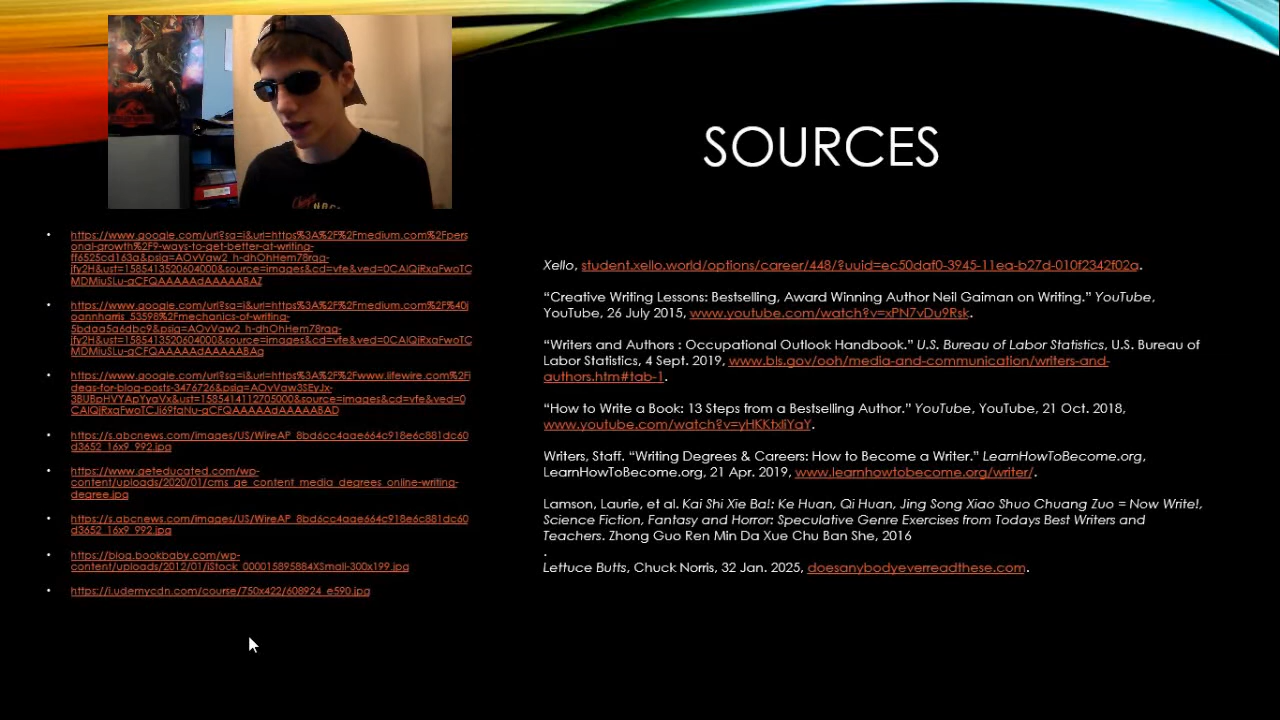 SOURCES
https://www.google.com/url?sa=i&url=https%3A%2F%2Fmedium.com%2Fpers
onal-growth%2F9-ways-to-get-better-at-writing-
ff6525cd163a&psig=AOvVaw2_h-dhOhHem78rqg-
jfy2H&ust=1585413520604000&source=images&cd=vfe&ved=0CAIQjRxqFwoTC
MDMiuSLu-gCFQAAAAAdAAAAABAZ
https://www.google.com/url?sa=i&url=https%3A%2F%2Fmedium.com%2F%40j
oannharris_53598%2Fmechanics-of-writing-
5bdaa5a6dbc9&psig=AOvVaw2_h-dhOhHem78rqg-
jfy2H&ust=1585413520604000&source=images&cd=vfe&ved=0CAIQjRxqFwoTC
MDMiuSLu-gCFQAAAAAdAAAAABAg
https://www.google.com/url?sa=i&url=https%3A%2F%2Fwww.lifewire.com%2Fi
deas-for-blog-posts-3476726&psig=AOvVaw3SEyJx-
3BUBpHVYApYyaVx&ust=1585414112705000&source=images&cd=vfe&ved=0
CAIQjRxqFwoTCJi69faNu-gCFQAAAAAdAAAAABAD
https://s.abcnews.com/images/US/WireAP_8bd6cc4aae664c918e6c881dc60
d3652_16x9_992.jpg
https://www.geteducated.com/wp-
content/uploads/2020/01/cms_ge_content_media_degrees_online-writing-
degree.jpg
https://s.abcnews.com/images/US/WireAP_8bd6cc4aae664c918e6c881dc60
d3652_16x9_992.jpg
https://blog.bookbaby.com/wp-
content/uploads/2012/01/iStock_000015895884XSmall-300x199.jpg
https://i.udemycdn.com/course/750x422/608924_e590.jpg
Xello, student.xello.world/options/career/448/?uuid=ec50daf0-3945-11ea-b27d-010f2342f02a.
“Creative Writing Lessons: Bestselling, Award Winning Author Neil Gaiman on Writing.” YouTube,
YouTube, 26 July 2015, www.youtube.com/watch?v=xPN7vDu9Rsk.
“Writers and Authors : Occupational Outlook Handbook.” U.S. Bureau of Labor Statistics, U.S. Bureau of
Labor Statistics, 4 Sept. 2019, www.bls.gov/ooh/media-and-communication/writers-and-
authors.htm#tab-1.
“How to Write a Book: 13 Steps from a Bestselling Author.” YouTube, YouTube, 21 Oct. 2018,
www.youtube.com/watch?v=yHKKtxliYaY.
Writers, Staff. “Writing Degrees & Careers: How to Become a Writer.” LearnHowToBecome.org,
LearnHowToBecome.org, 21 Apr. 2019, www.learnhowtobecome.org/writer/.
Lamson, Laurie, et al. Kai Shi Xie Ba!: Ke Huan, Qi Huan, Jing Song Xiao Shuo Chuang Zuo = Now Write!,
Science Fiction, Fantasy and Horror: Speculative Genre Exercises from Todays Best Writers and
Teachers. Zhong Guo Ren Min Da Xue Chu Ban She, 2016
.
Lettuce Butts, Chuck Norris, 32 Jan. 2025, doesanybodyeverreadthese.com.